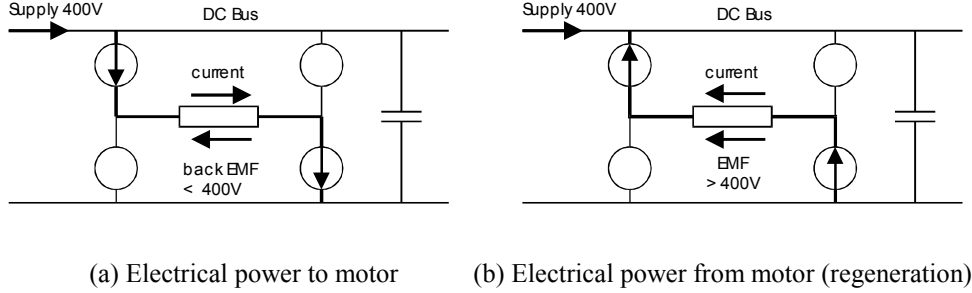 Supply 400V
DC Bus
current
back EMF
< 400V
(a) Electrical power to motor
Supply 400V
DC Bus
current
EMF
> 400V
(b) Electrical power from motor (regeneration)